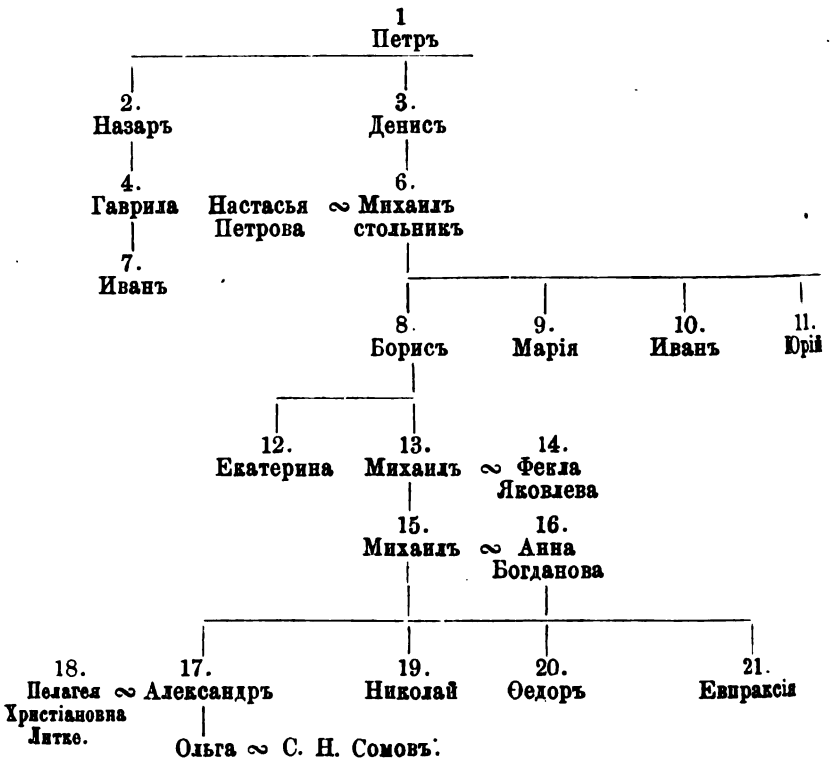 1
Петръ
2. 3.
Назаръ Денисъ
4. 6.
Гаврила Настасья ∾ Михаилъ
Петрова стольникъ
7.
Иванъ
8. 9. 10. 11.
Борисъ Марія Иванъ Юрій
12. 13. 14.
Екатерина Михаилъ ∾ Фекла
Яковлева
15. 16.
Михаилъ ∾ Анна
Богданова
18. 17. 19. 20. 21.
Пелагея ∾ Александръ Николай Ѳедоръ Евпраксія
Христіановна
Литке.
Ольга ∾ С. Н. Сомовъ.